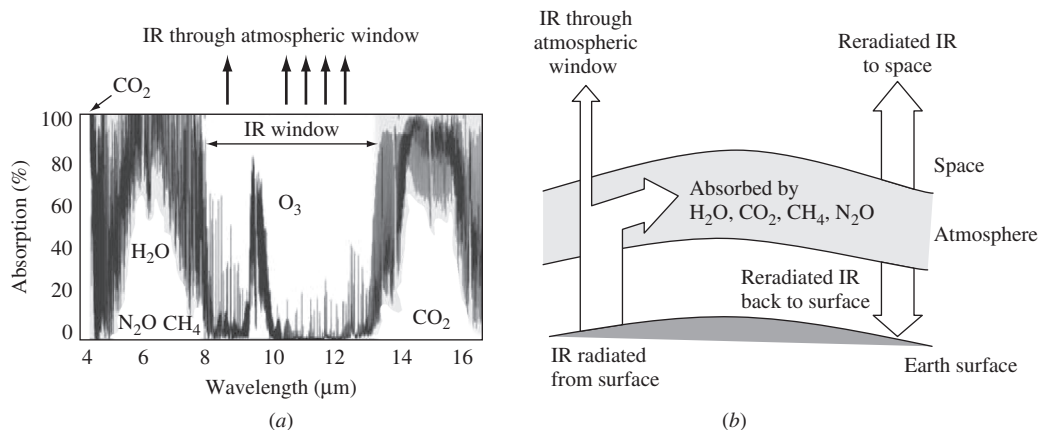 IR through atmospheric window
CO₂
100
80
60
40
20
0
Absorption (%)
IR window
O₃
H₂O
N₂O CH₄
CO₂
4
6
8
10
12
14
16
Wavelength (μm)
(a)
IR through
atmospheric
window
Reradiated IR
to space
Space
Absorbed by
H₂O, CO₂, CH₄, N₂O
Atmosphere
Reradiated IR
back to surface
IR radiated
from surface
Earth surface
(b)